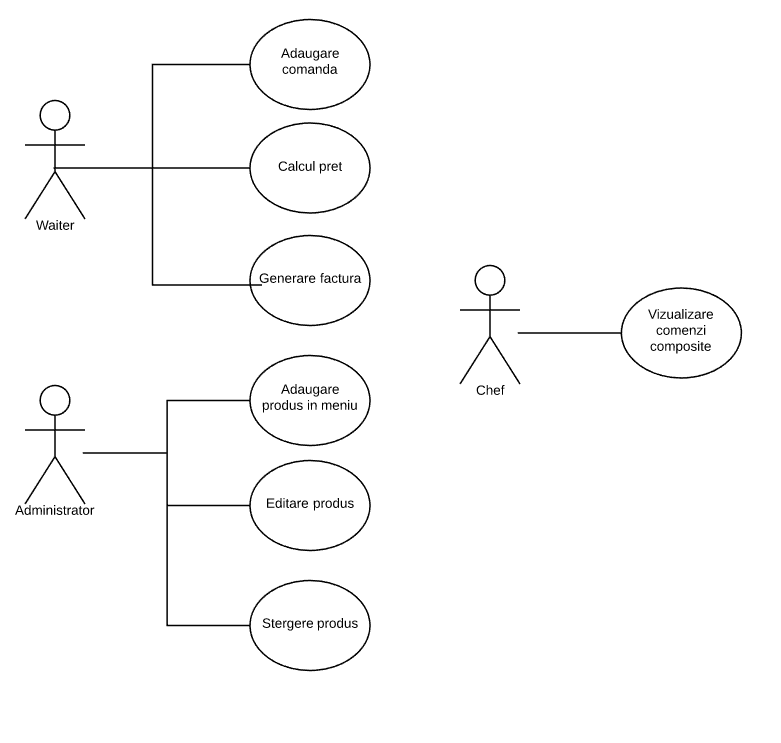 Adaugare
comanda
Calcul pret
Waiter
Generare factura
Vizualizare
comenzi
composite
Chef
Adaugare
produs in meniu
Editare produs
Administrator
Stergere produs